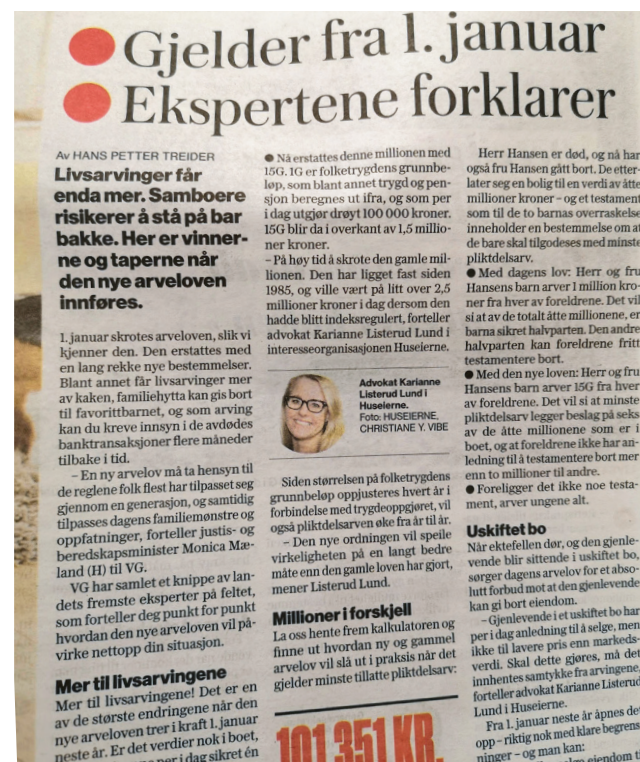 Gjelder fra 1. januar
Ekspertene forklarer
Av HANS PETTER TREIDER
Livsarvinger får
enda mer. Samboere
risikerer å stå på bar
bakke. Her er vinner-
ne og taperne når
den nye arveloven
innføres.
1. januar skrotes arveloven, slik vi
kjenner den. Den erstattes med
en lang rekke nye bestemmelser.
Blant annet får livsarvinger mer
av kaken, familiehytta kan gis bort
til favorittbarnet, og som arving
kan du kreve innsyn i de avdødes
banktransaksjoner flere måneder
tilbake i tid.
– En ny arvelov må ta hensyn til
de reglene folk flest har tilpasset seg
gjennom en generasjon, og samtidig
tilpasses dagens familiemønstre og
oppfatninger, forteller justis- og
beredskapsminister Monica Mæ-
land (H) til VG.
VG har samlet et knippe av lan-
dets fremste eksperter på feltet,
som forteller deg punkt for punkt
hvordan den nye arveloven vil på-
virke nettopp din situasjon.
Mer til livsarvingene
Mer til livsarvingene! Det er en
av de største endringene når den
nye arveloven trer i kraft 1. januar
neste år. Er det verdier nok i boet,
per i dag sikret én
● Nå erstattes denne millionen med
15G. 1G er folketrygdens grunnbe-
løp, som blant annet trygd og pen-
sjon beregnes ut ifra, og som per
i dag utgjør drøyt 100 000 kroner.
15G blir da i overkant av 1,5 millio-
ner kroner.
– På høy tid å skrote den gamle mil-
lionen. Den har ligget fast siden
1985, og ville vært på litt over 2,5
millioner kroner i dag dersom den
hadde blitt indeksregulert, forteller
advokat Karianne Listerud Lund i
interesseorganisasjonen Huseierne.
Advokat Karianne
Listerud Lund i
Huseierne.
Foto: HUSEIERNE,
CHRISTIANE Y. VIBE
Siden størrelsen på folketrygdens
grunnbeløp oppjusteres hvert år i
forbindelse med trygdeoppgjøret, vil
også pliktdelsarven øke fra år til år.
– Den nye ordningen vil speile
virkeligheten på en langt bedre
måte enn den gamle loven har gjort,
mener Listerud Lund.
Millioner i forskjell
La oss hente frem kalkulatoren og
finne ut hvordan ny og gammel
arvelov vil slå ut i praksis når det
gjelder minste tillatte pliktdelsarv:
101 351 KR.
Herr Hansen er død, og nå har
også fru Hansen gått bort. De etter-
later seg en bolig til en verdi av åtte
millioner kroner – og et testament
som til de to barnas overraskelse
inneholder en bestemmelse om at
de bare skal tilgodeses med minste
pliktdelsarv.
● Med dagens lov: Herr og fru
Hansens barn arver 1 million kro-
ner fra hver av foreldrene. Det vil
si at av de totalt åtte millionene, er
barna sikret halvparten. Den andre
halvparten kan foreldrene fritt
testamentere bort.
● Med den nye loven: Herr og fru
Hansens barn arver 15G fra hver
av foreldrene. Det vil si at minste
pliktdelsarv legger beslag på seks
av de åtte millionene som er i
boet, og at foreldrene ikke har an-
ledning til å testamentere bort mer
enn to millioner til andre.
● Foreligger det ikke noe testa-
ment, arver ungene alt.
Uskiftet bo
Når ektefellen dør, og den gjenle-
vende blir sittende i uskiftet bo,
sørger dagens arvelov for et abso-
lutt forbud mot at den gjenlevende
kan gi bort eiendom.
– Gjenlevende i et uskiftet bo har
per i dag anledning til å selge, men
ikke til lavere pris enn markeds-
verdi. Skal dette gjøres, må det
innhentes samtykke fra arvingene,
forteller advokat Karianne Listerud
Lund i Huseierne.
Fra 1. januar neste år åpnes det
opp – riktig nok med klare begrens-
ninger – og man kan:
eiendom til